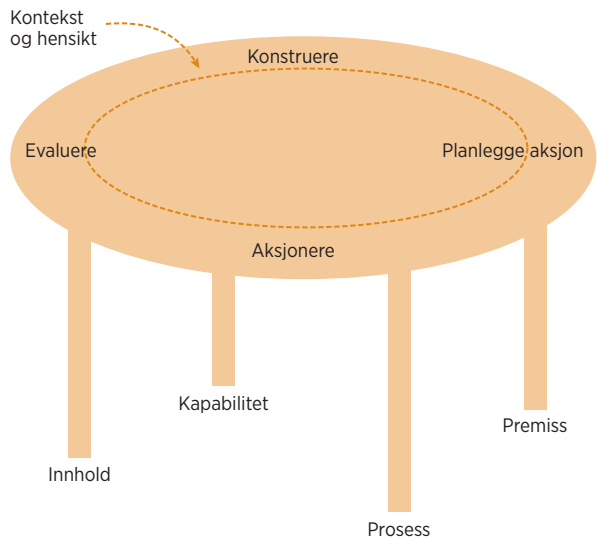 Kontekst
og hensikt
Konstruere
Evaluere
Planlegge aksjon
Aksjonere
Kapabilitet
Premiss
Innhold
Prosess